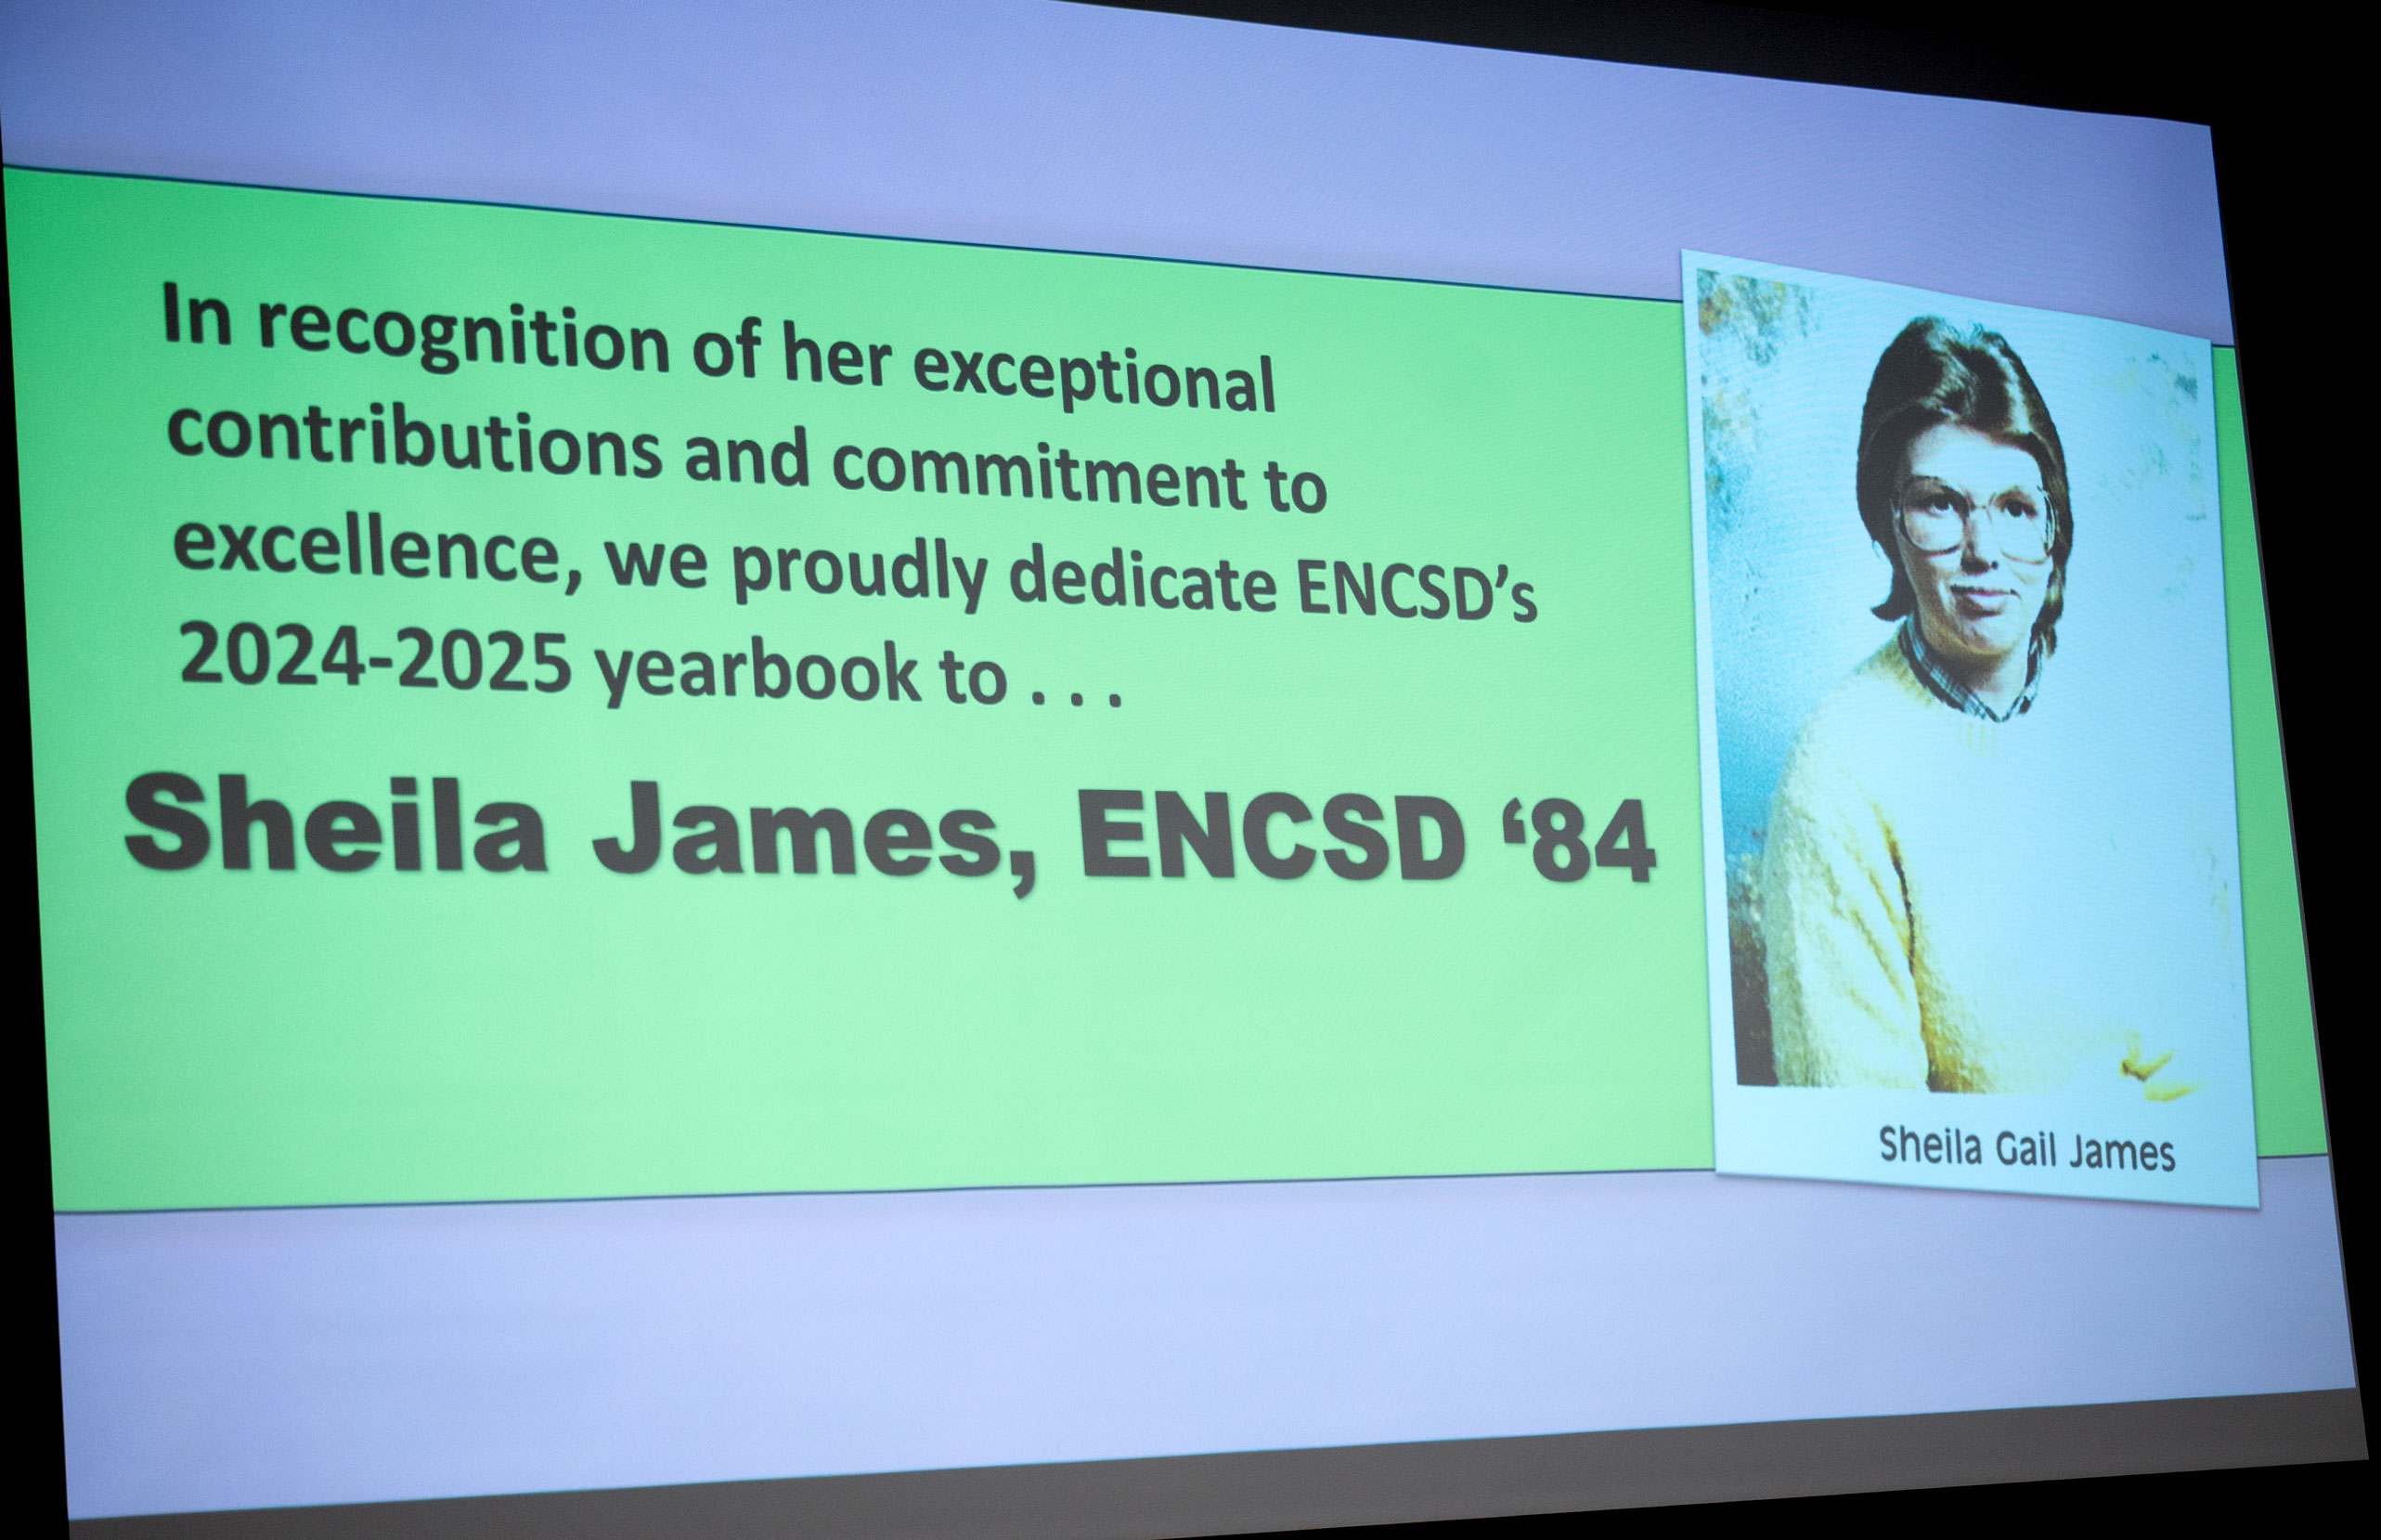 In recognition of her exceptional
contributions and commitment to
excellence, we proudly dedicate ENCSD’s
2024-2025 yearbook to . . .
Sheila James, ENCSD ‘84
Sheila Gail James